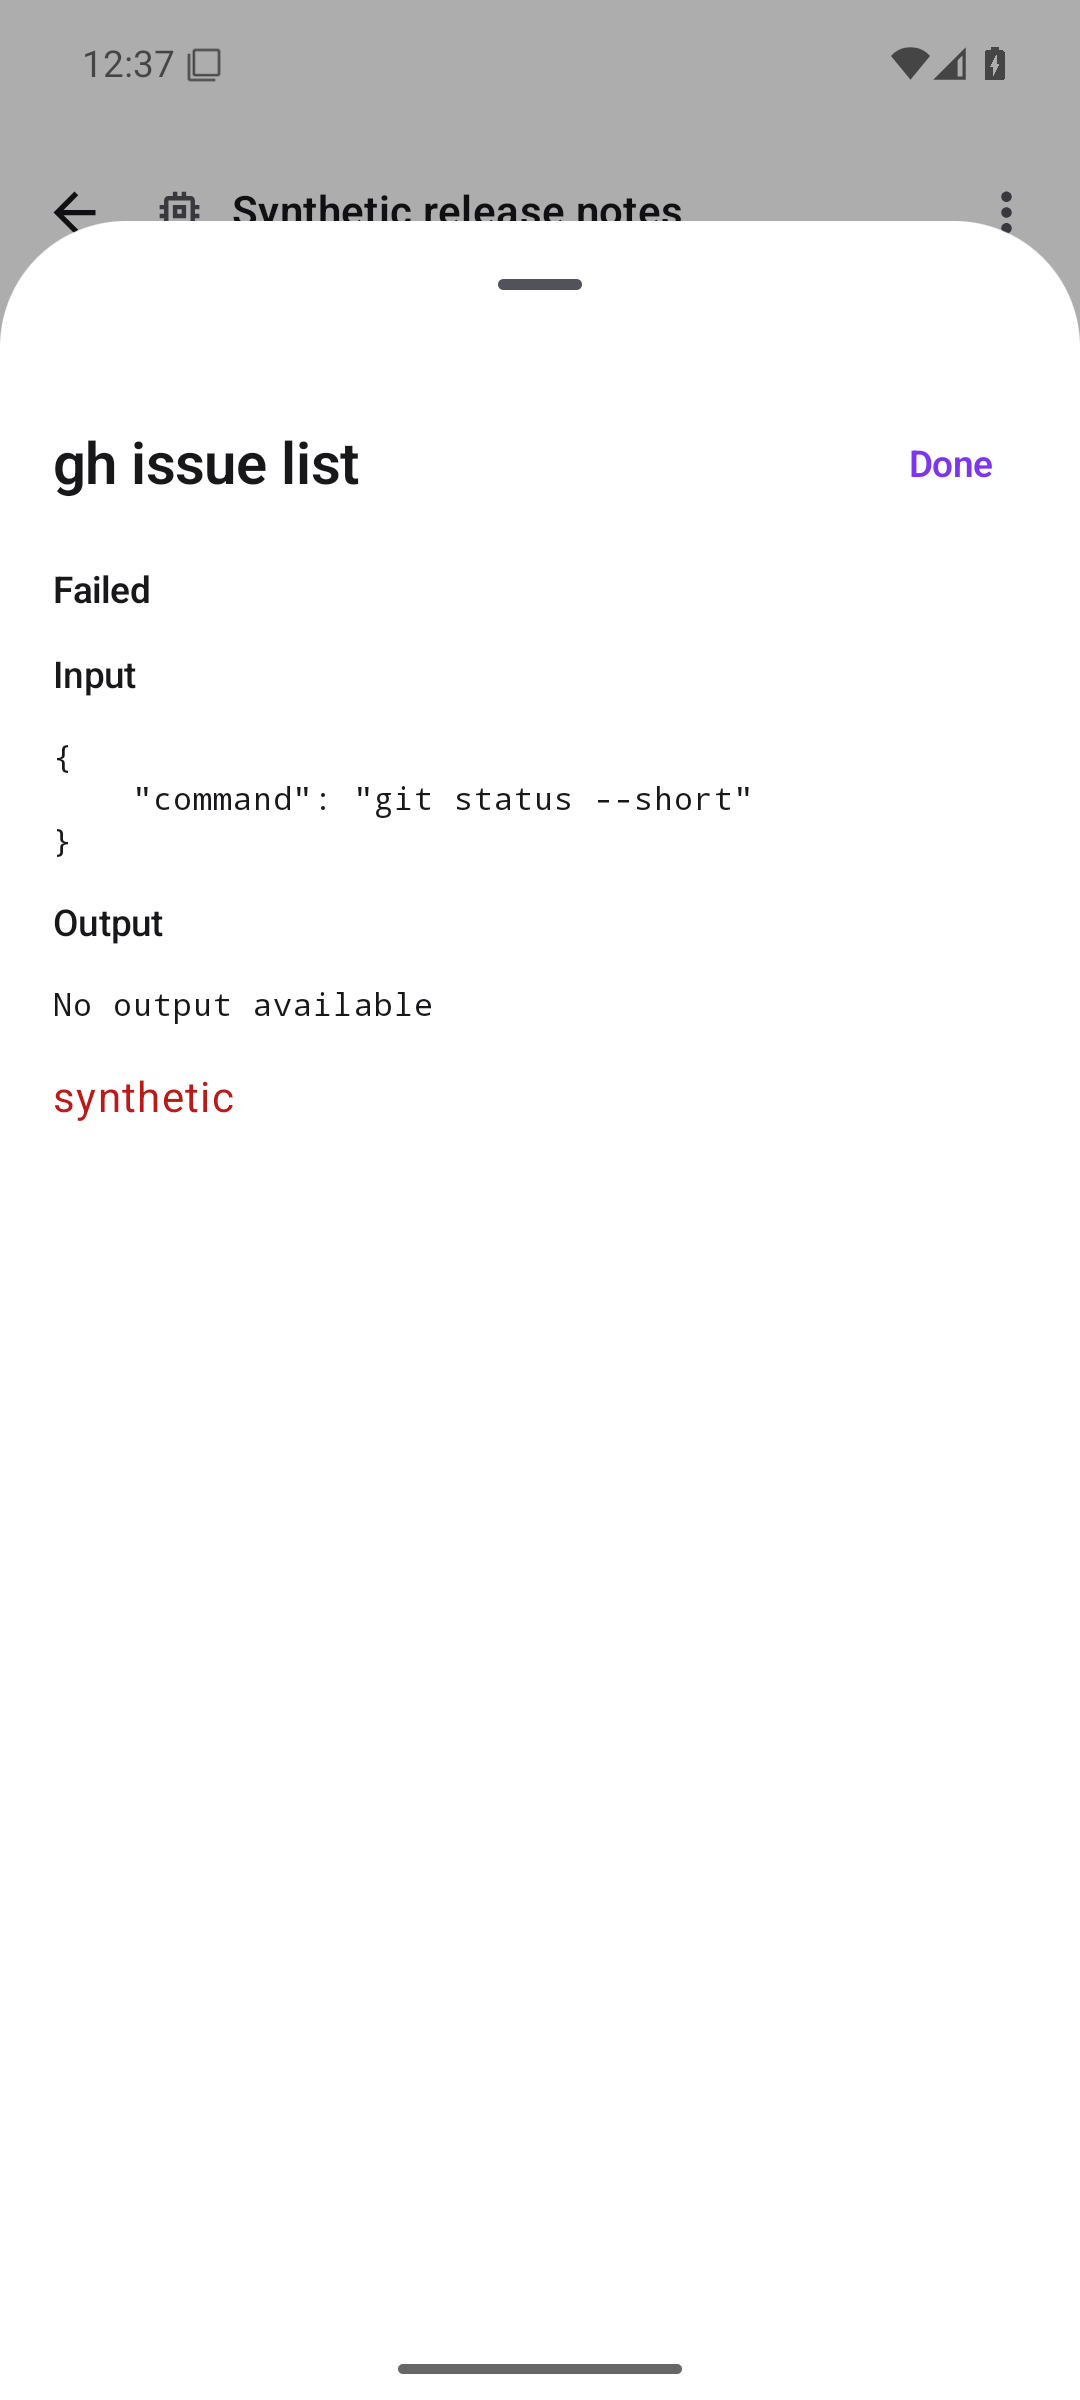 12:37
Synthetic release notes
gh issue list
Done
Failed
Input
{
    "command": "git status --short"
}
Output
No output available
synthetic